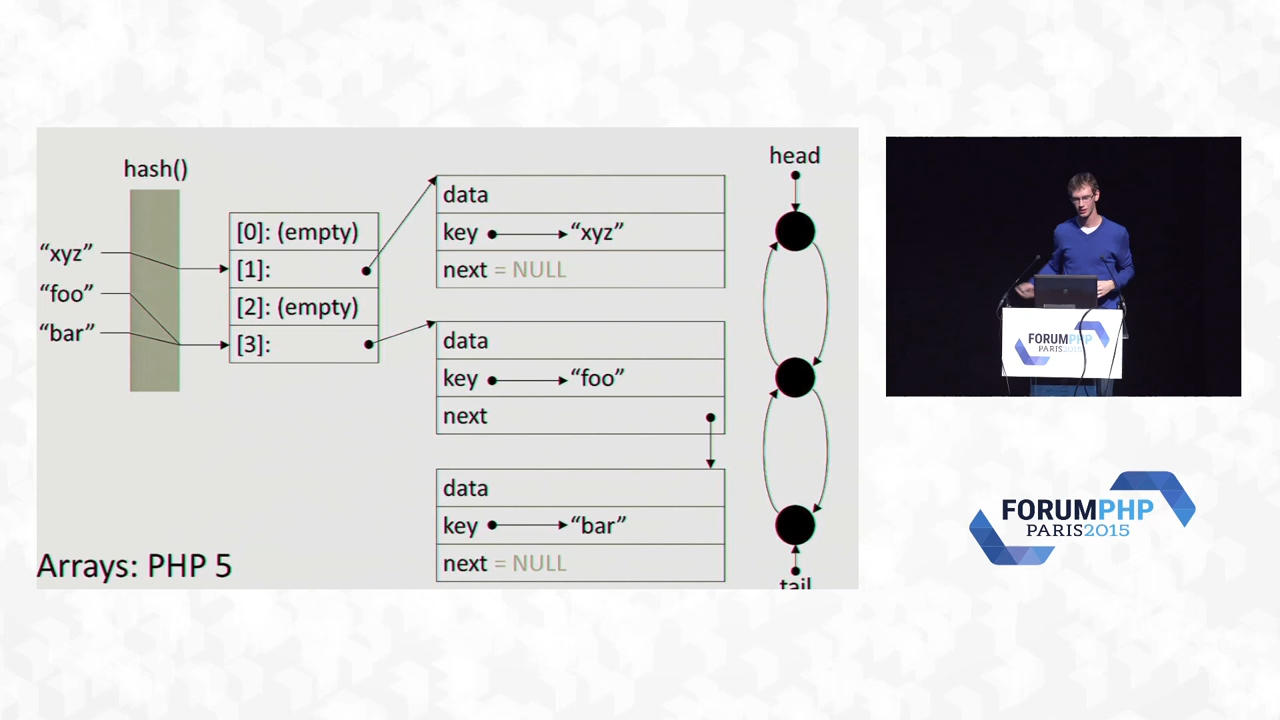 hash()
“xyz”
“foo”
“bar”
[0]: (empty)
[1]:
[2]: (empty)
[3]:
data
key “xyz”
next = NULL
data
key “foo”
next
data
key “bar”
next = NULL
head
tail
Arrays: PHP 5
FORUMPHP
PARIS2015
FORUMPHP
PARIS2015